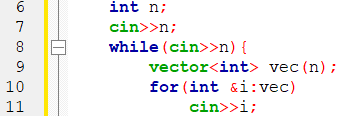 6 int n;
7 cin>>n;
8 while(cin>>n){
9 vector<int> vec(n);
10 for(int &i:vec)
11 cin>>i;